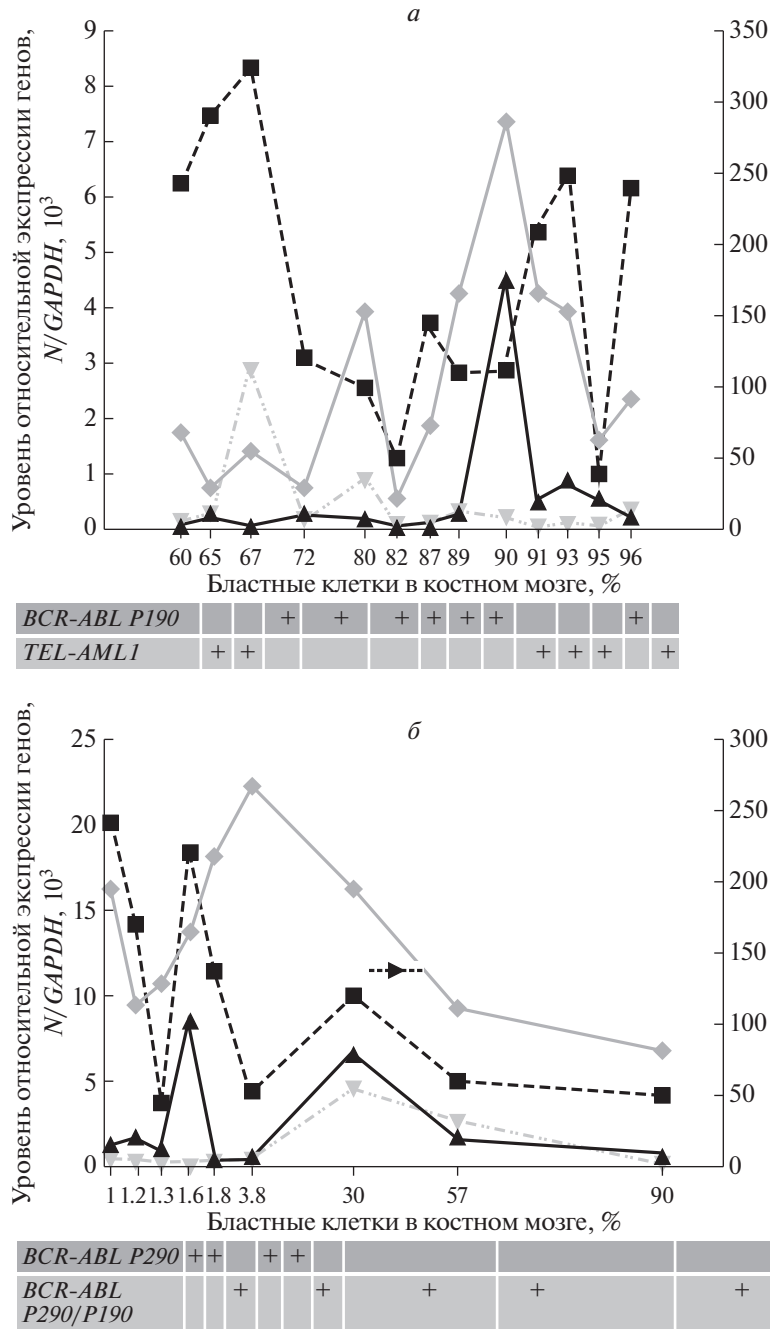 а
Уровень относительной экспрессии генов,
N/GAPDH, 10³
9
8
7
6
5
4
3
2
1
0
350
300
250
200
150
100
50
0
60 65 67 72 80 82 87 89 90 91 93 95 96
Бластные клетки в костном мозге, %
BCR-ABL P190 + + + + + + +
TEL-AML1 + + + + + +
б
Уровень относительной экспрессии генов,
N/GAPDH, 10³
25
20
15
10
5
0
300
250
200
150
100
50
0
1 1.2 1.3 1.6 1.8 3.8 30 57 90
Бластные клетки в костном мозге, %
BCR-ABL P290 + + + +
BCR-ABL + + + + +
P290/P190